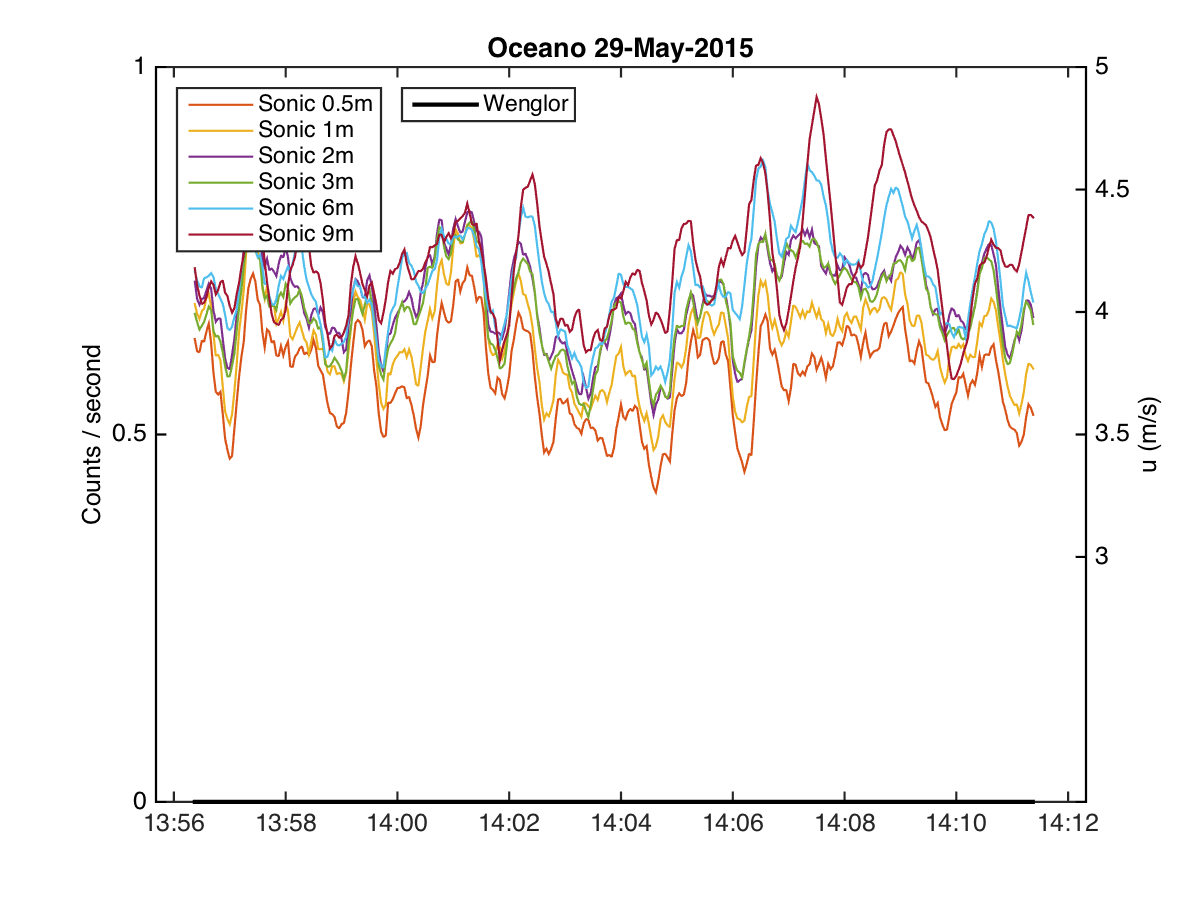 Oceano 29-May-2015
1
5
Sonic 0.5m
Wenglor
Sonic 1m
Sonic 2m
Sonic 3m
Sonic 6m
Sonic 9m
4.5
4
0.5
3.5
3
0
Counts / second
u (m/s)
13:56
13:58
14:00
14:02
14:04
14:06
14:08
14:10
14:12